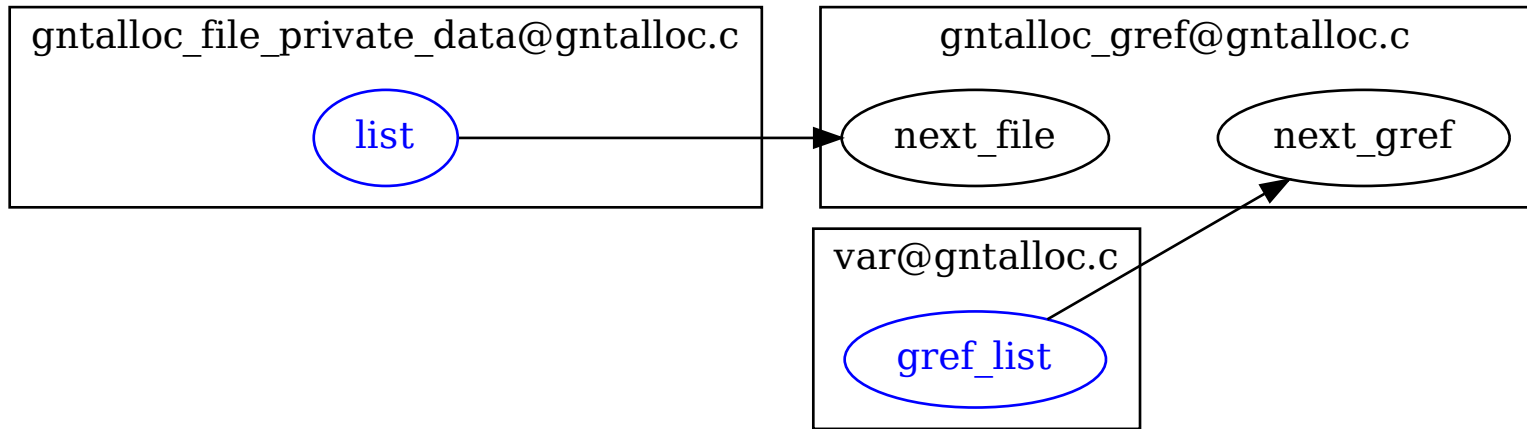 gntalloc_file_private_data@gntalloc.c
list
gntalloc_gref@gntalloc.c
next_file
next_gref
var@gntalloc.c
gref_list